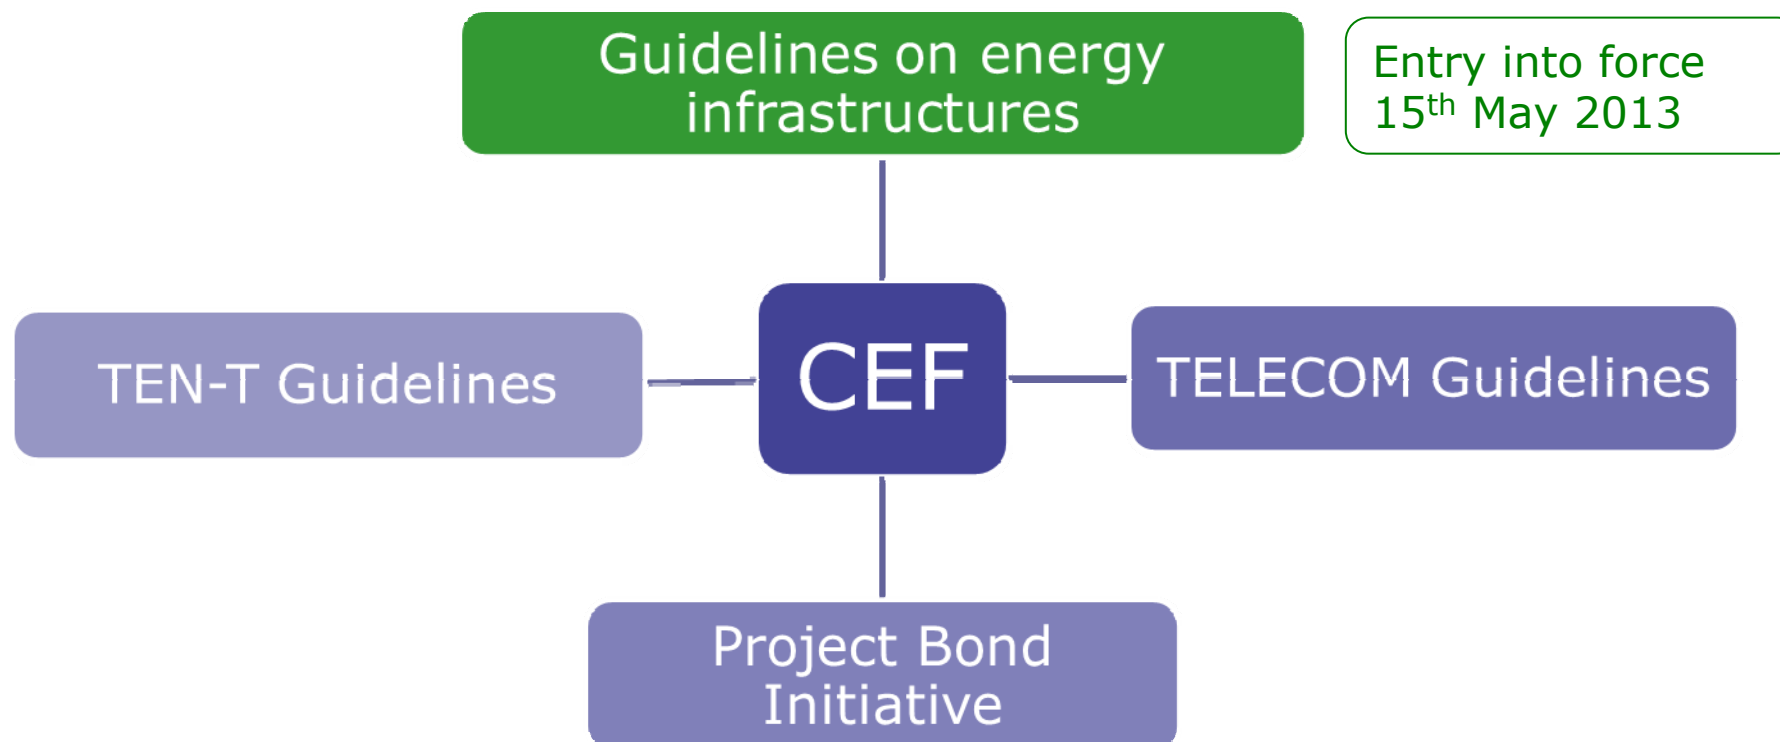 Guidelines on energy
infrastructures
Entry into force
15th May 2013
TEN-T Guidelines
CEF
TELECOM Guidelines
Project Bond
Initiative